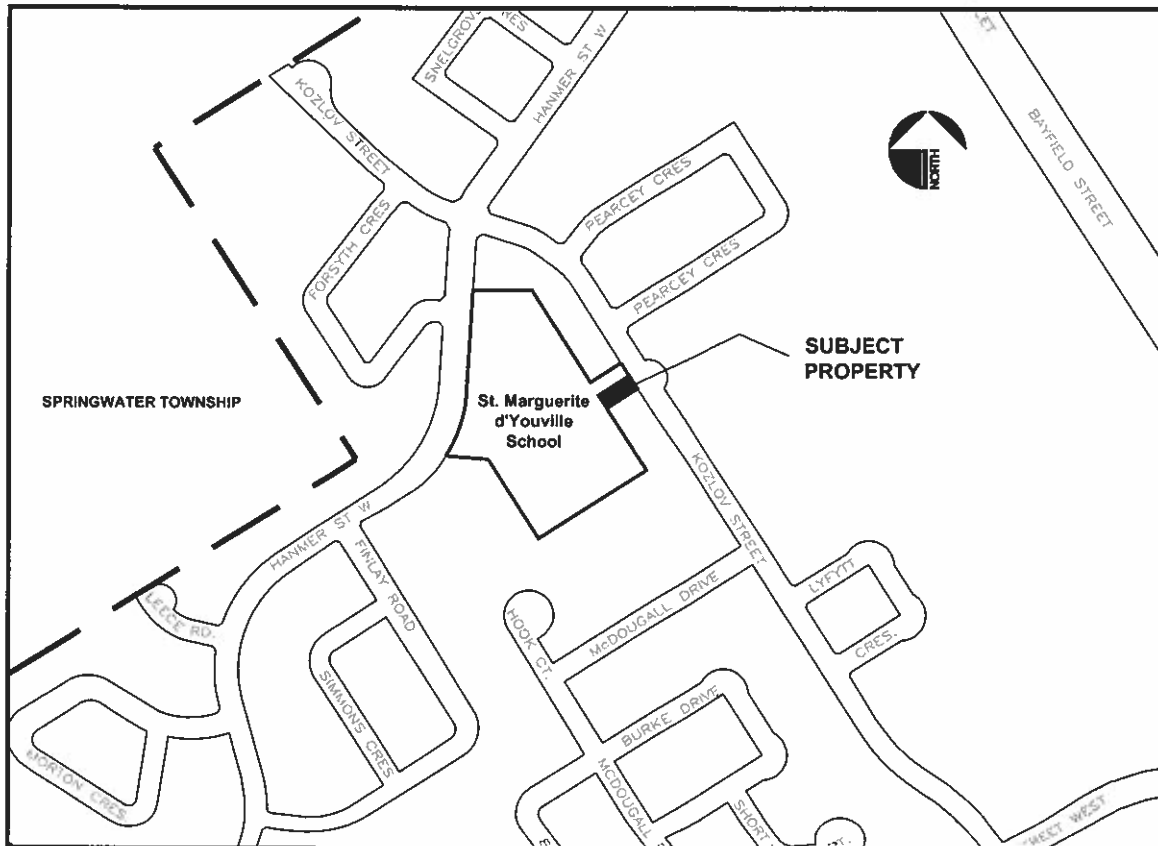 SNELGROVE
CRES
HANMER ST W
KOZLOV STREET
STREET
BAYFIELD STREET
NORTH
FORSYTH CRES
PEARCEY CRES
PEARCEY CRES
SUBJECT
PROPERTY
SPRINGWATER TOWNSHIP
St. Marguerite
d'Youville
School
KOZLOV STREET
HANMER ST W
FINLAY ROAD
LEECE RD.
HOOK CT.
McDOUGALL DRIVE
LYFYTT
CRES.
SIMMONS CRES
BURKE DRIVE
MORTON CRES
McDOUGALL
SHORT
CT.
STREET WEST